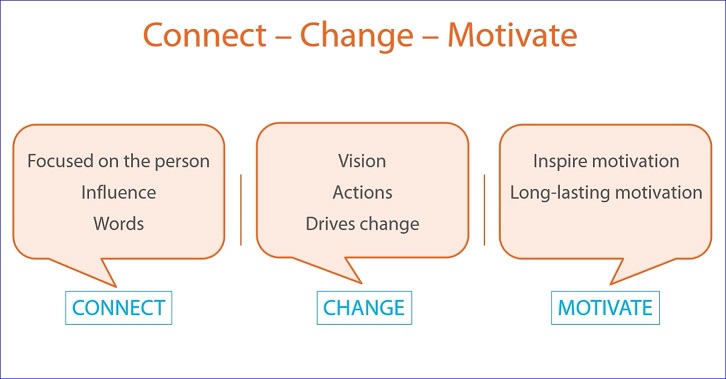 Connect – Change – Motivate
Focused on the person
Influence
Words
CONNECT
Vision
Actions
Drives change
CHANGE
Inspire motivation
Long-lasting motivation
MOTIVATE